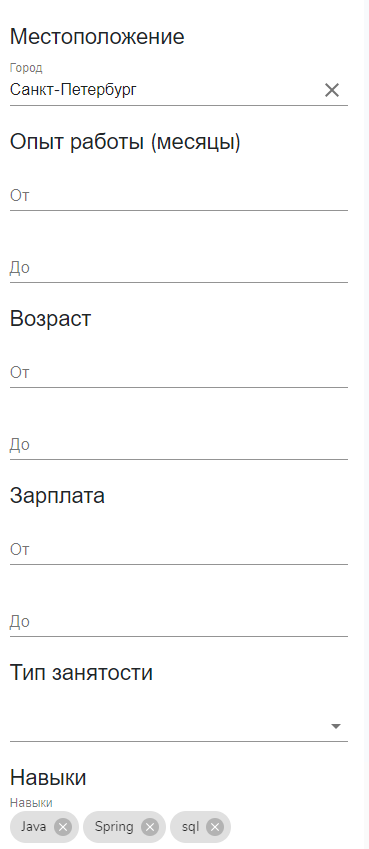 Местоположение
Город
Санкт-Петербург
Опыт работы (месяцы)
От
До
Возраст
От
До
Зарплата
От
До
Тип занятости
Навыки
Навыки
Java Spring sql